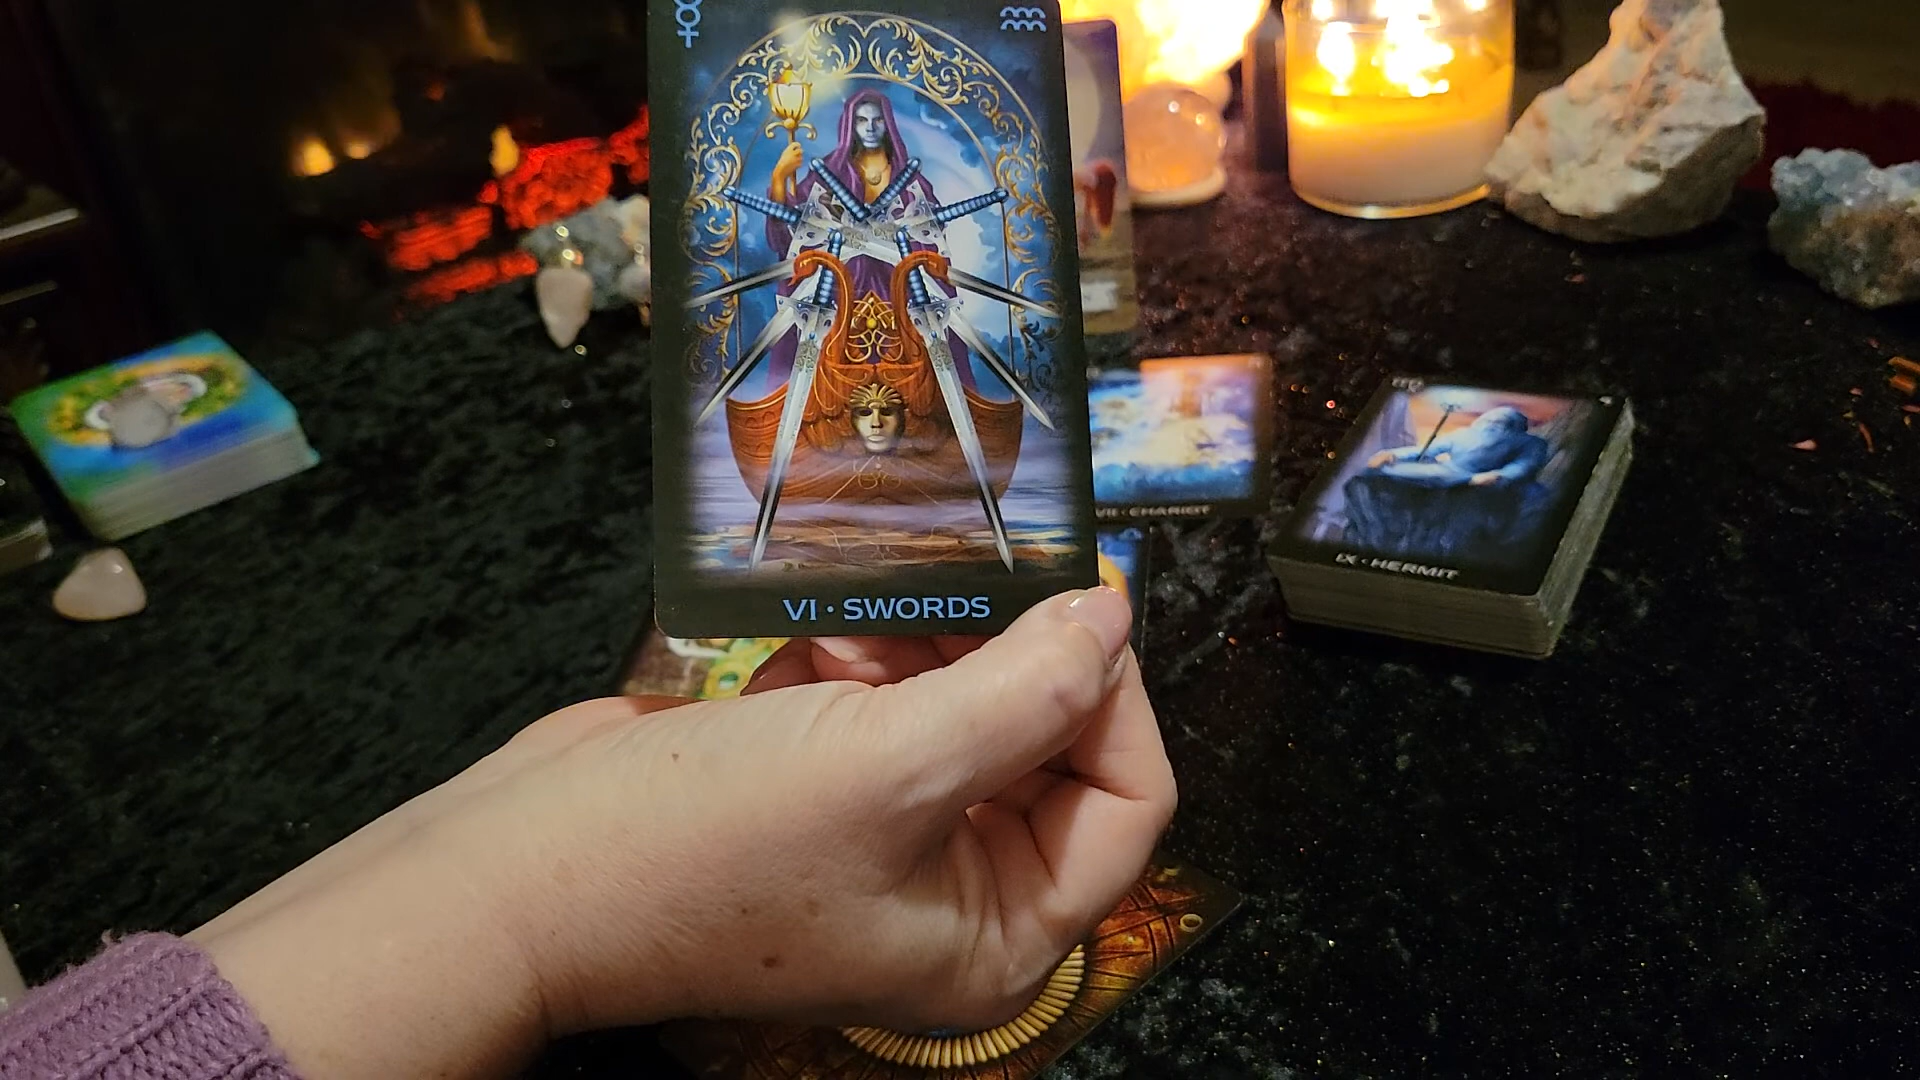 VI • SWORDS
VII • CHARIOT
IX • HERMIT